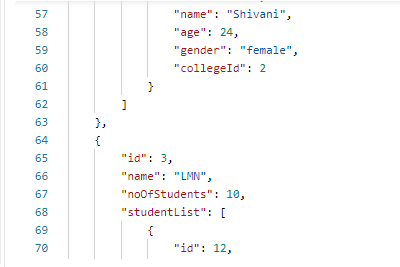 57 "name": "Shivani",
58 "age": 24,
59 "gender": "female",
60 "collegeId": 2
61 }
62 ]
63 },
64 {
65 "id": 3,
66 "name": "LMN",
67 "noOfStudents": 10,
68 "studentList": [
69 {
70 "id": 12,